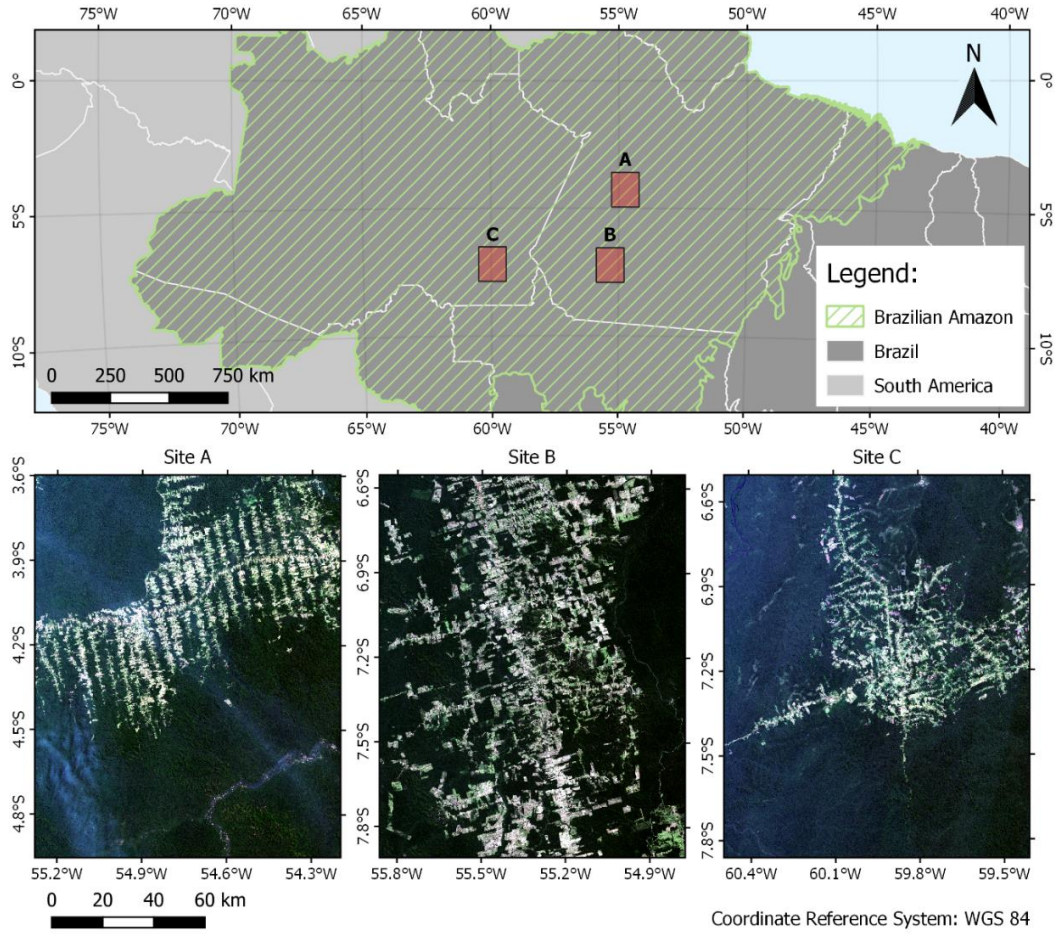 75°W 70°W 65°W 60°W 55°W 50°W 45°W 40°W
0° 0°
N
A
5°S 5°S
C B
Legend:
Brazilian Amazon
Brazil
South America
10°S 10°S
0 250 500 750 km
75°W 70°W 65°W 60°W 55°W 50°W 45°W 40°W
Site A Site B Site C
3.6°S 6.6°S 6.6°S
3.9°S 6.9°S 6.9°S
4.2°S 7.2°S 7.2°S
4.5°S 7.5°S 7.5°S
4.8°S 7.8°S 7.8°S
55.2°W 54.9°W 54.6°W 54.3°W 55.8°W 55.5°W 55.2°W 54.9°W 60.4°W 60.1°W 59.8°W 59.5°W
0 20 40 60 km
Coordinate Reference System: WGS 84